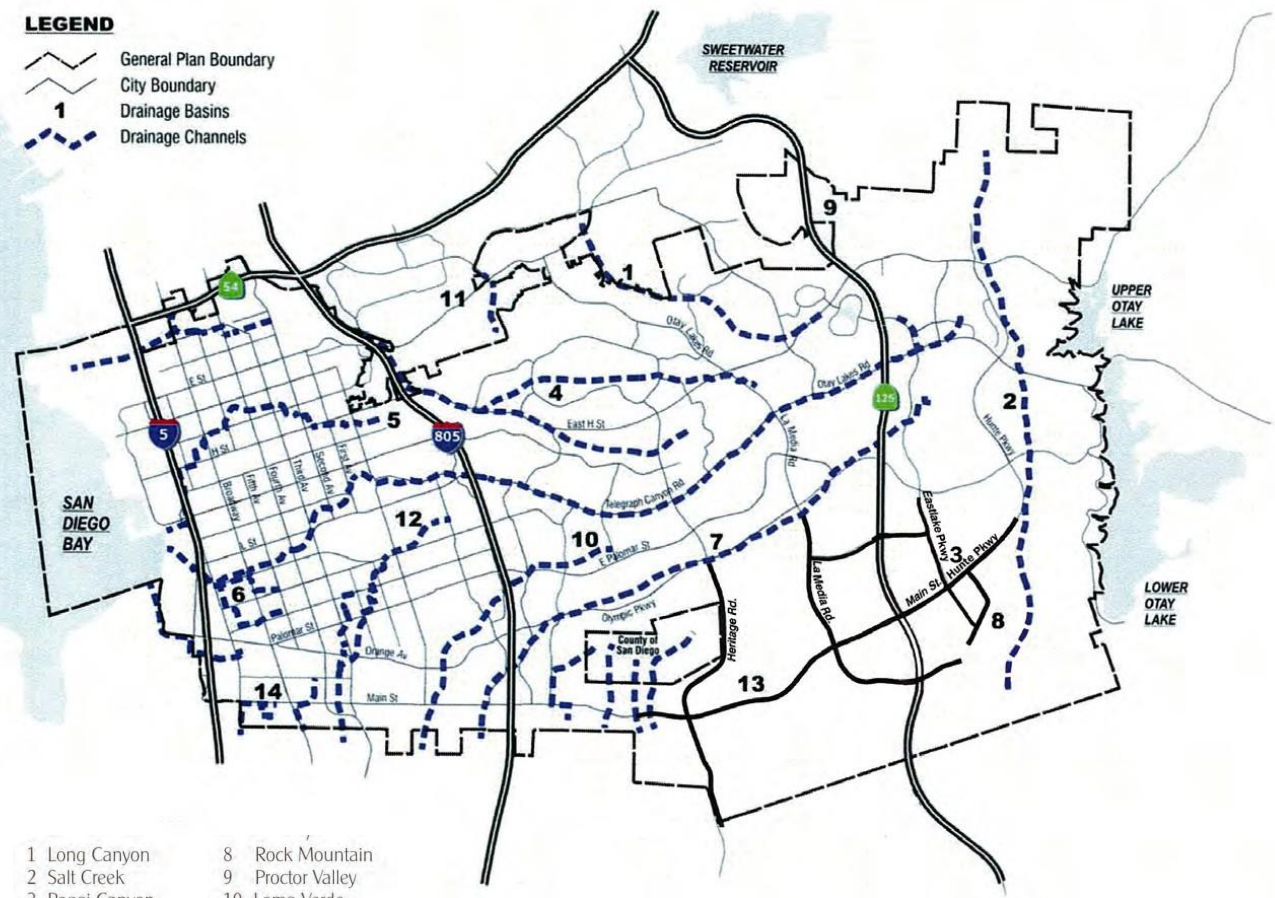 LEGEND
General Plan Boundary
City Boundary
1 Drainage Basins
Drainage Channels
SWEETWATER
RESERVOIR
9
54
11
1
UPPER
OTAY
LAKE
Otay Lakes Rd
E St
4
Otay Lakes Rd
125
2
5
5
East H St
805
H St
La Media Rd
Hunte Pkwy
First Av
Second Av
Third Av
Fourth Av
Fifth Av
Broadway
Telegraph Canyon Rd
SAN
DIEGO
BAY
12
Eastlake Pkwy
L St
10
E Palomar St
7
3
Hunte Pkwy
6
La Media Rd.
Main St.
LOWER
OTAY
LAKE
Olympic Pkwy
Heritage Rd.
8
Palomar St
County of
San Diego
Orange Av
13
14
Main St
1 Long Canyon
2 Salt Creek
8 Rock Mountain
9 Proctor Valley